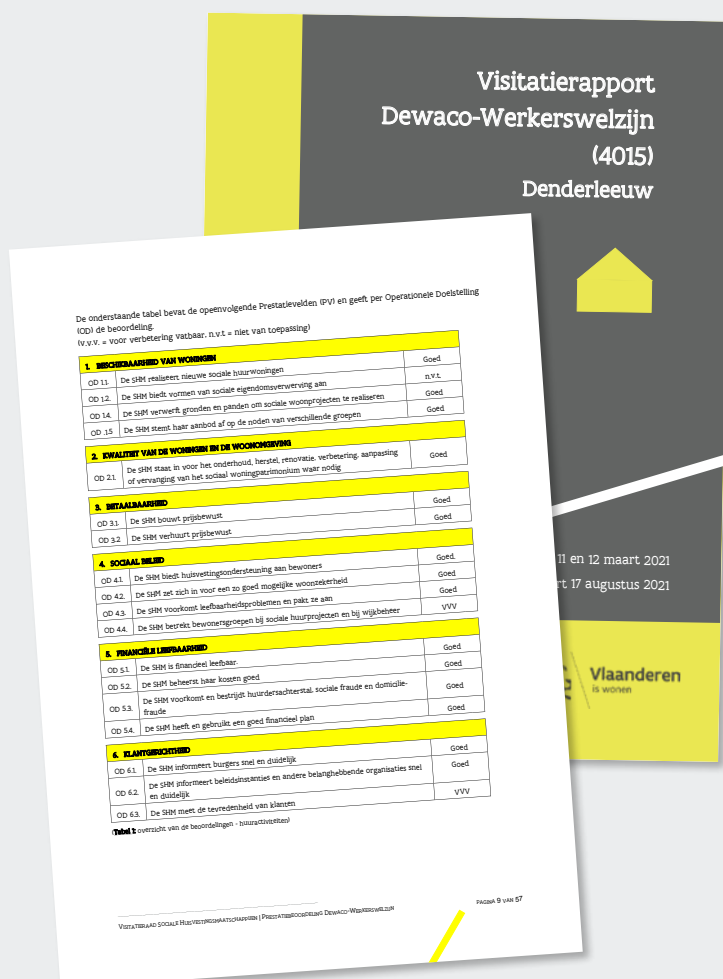 Visitatierapport
Dewaco-Werkerswelzijn
(4015)
Denderleeuw
11 en 12 maart 2021
rt 17 augustus 2021
Vlaanderen
is wonen
De onderstaande tabel bevat de opeenvolgende Prestatievelden (PV) en geeft per Operationele Doelstelling
(OD) de beoordeling.
(v.v.v. = voor verbetering vatbaar, n.v.t = niet van toepassing)
1. BESCHIKBAARHEID VAN WONINGEN
OD 1.1. De SHM realiseert nieuwe sociale huurwoningen Goed
OD 1.2. De SHM biedt vormen van sociale eigendomsverwerving aan n.v.t.
OD 1.4. De SHM verwerft gronden en panden om sociale woonprojecten te realiseren Goed
OD .1.5 De SHM stemt haar aanbod af op de noden van verschillende groepen Goed
2. KWALITEIT VAN DE WONINGEN EN DE WOONOMGEVING
OD 2.1. De SHM staat in voor het onderhoud, herstel, renovatie, verbetering, aanpassing
of vervanging van het sociaal woningpatrimonium waar nodig Goed
3. BETAALBAARHEID
OD 3.1. De SHM bouwt prijsbewust Goed
OD 3.2 De SHM verhuurt prijsbewust Goed
4. SOCIAAL BELEID
OD 4.1. De SHM biedt huisvestingsondersteuning aan bewoners Goed
OD 4.2. De SHM zet zich in voor een zo goed mogelijke woonzekerheid Goed
OD 4.3. De SHM voorkomt leefbaarheidsproblemen en pakt ze aan Goed
OD 4.4. De SHM betrekt bewonersgroepen bij sociale huurprojecten en bij wijkbeheer VVV
5. FINANCIËLE LEEFBAARHEID
OD 5.1. De SHM is financieel leefbaar. Goed
OD 5.2. De SHM beheerst haar kosten goed Goed
OD 5.3. De SHM voorkomt en bestrijdt huurdersachterstal, sociale fraude en domicilie-
fraude Goed
OD 5.4. De SHM heeft en gebruikt een goed financieel plan Goed
6. KLANTGERICHTHEID
OD 6.1. De SHM informeert burgers snel en duidelijk Goed
OD 6.2. De SHM informeert beleidsinstanties en andere belanghebbende organisaties snel
en duidelijk Goed
OD 6.3. De SHM meet de tevredenheid van klanten VVV
(Tabel 1: overzicht van de beoordelingen - huuractiviteiten)
VISITATIERAAD SOCIALE HUISVESTINGSMAATSCHAPPIJEN | PRESTATIEBEOORDELING DEWACO-WERKERSWELZIJN
PAGINA 9 VAN 57